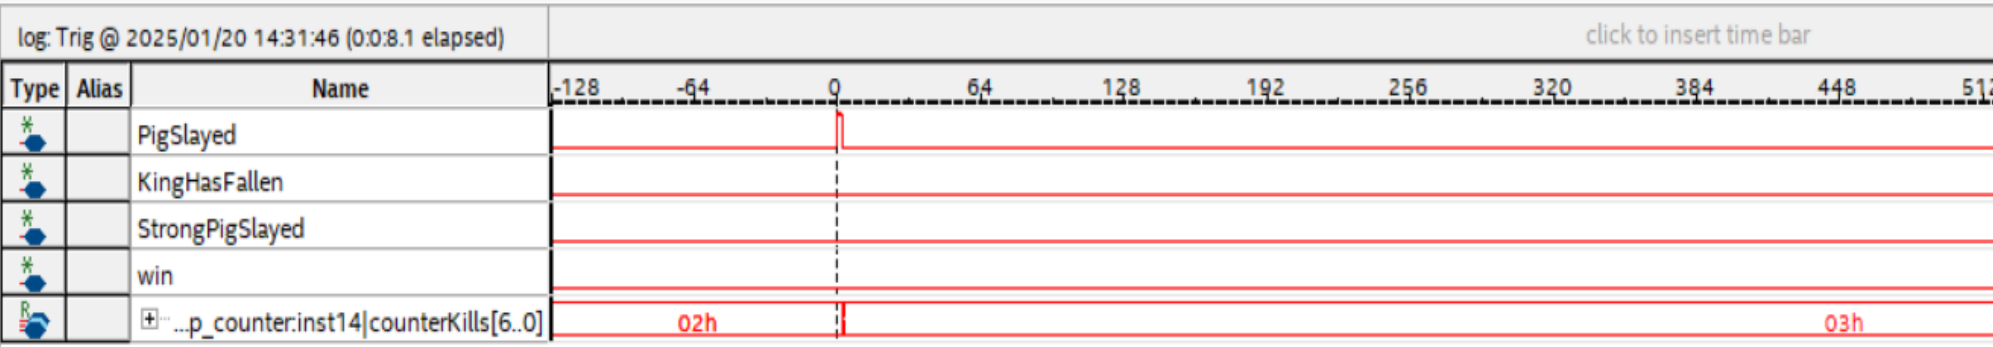 log: Trig @ 2025/01/20 14:31:46 (0:0:8.1 elapsed) click to insert time bar
Type Alias Name -128 -64 0 64 128 192 256 320 384 448 512
PigSlayed
KingHasFallen
StrongPigSlayed
win
...p_counter:inst14|counterKills[6..0] 02h 03h